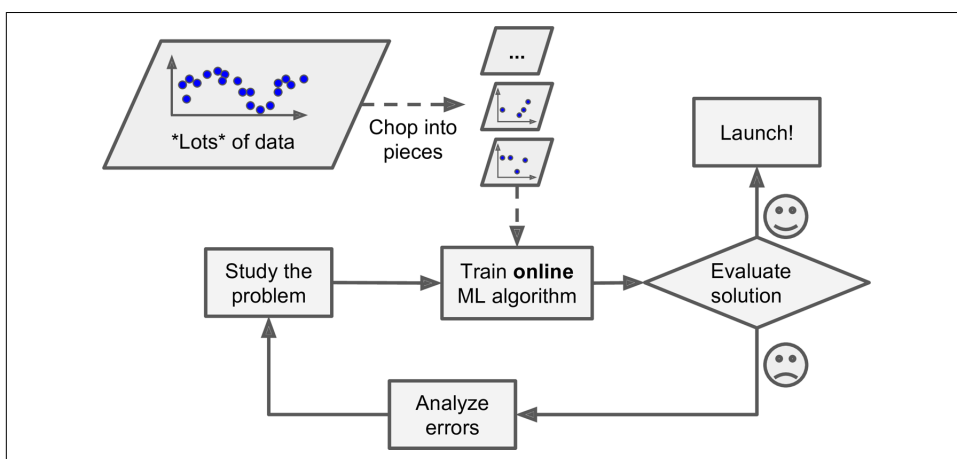 *Lots* of data
Chop into
pieces
...
Launch!
Study the
problem
Train online
ML algorithm
Evaluate
solution
Analyze
errors